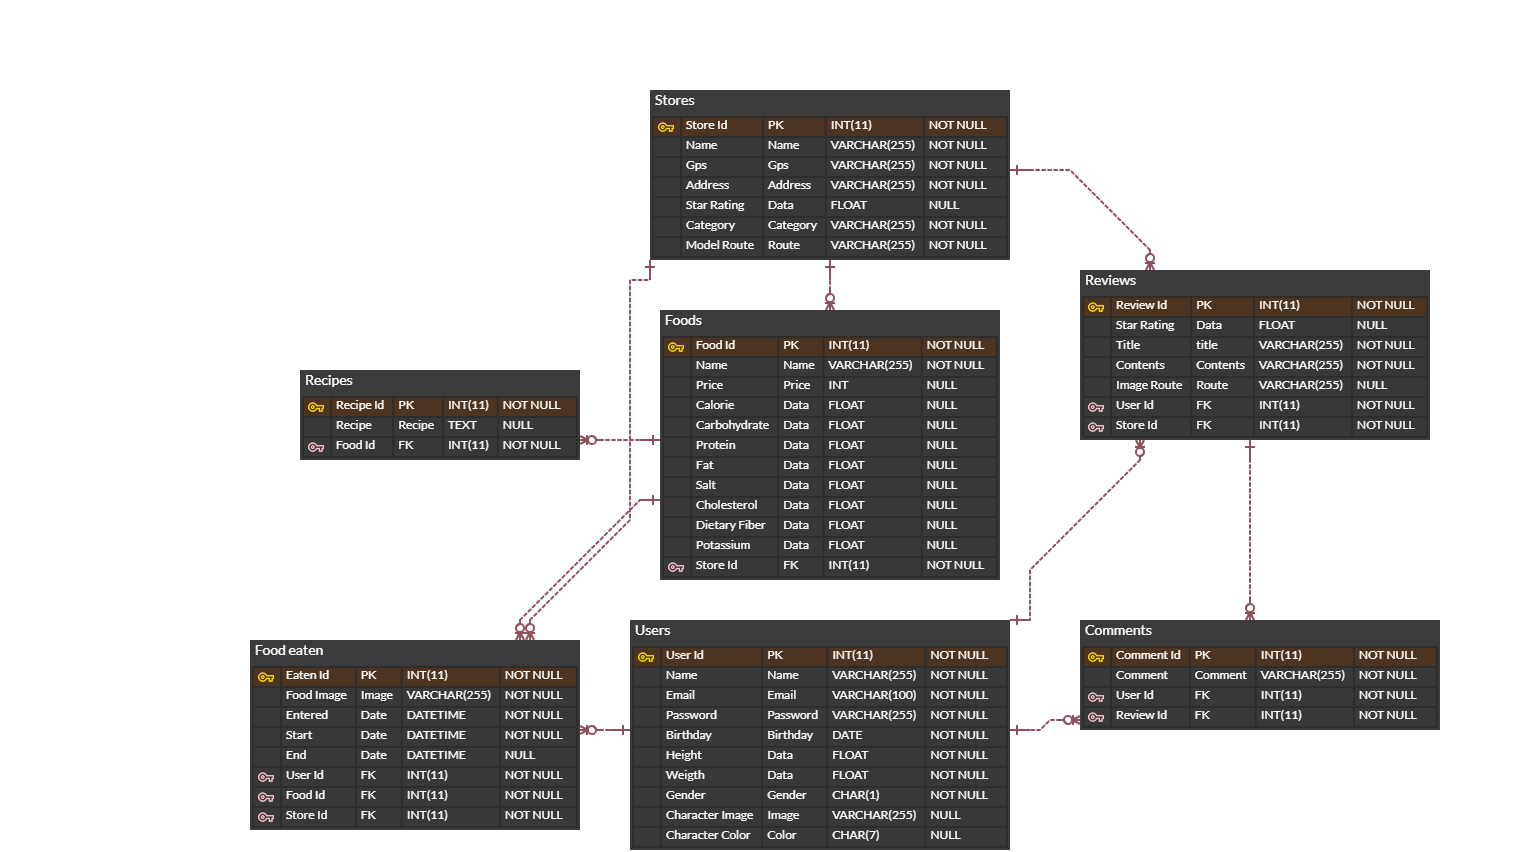 Stores
Store Id PK INT(11) NOT NULL
Name Name VARCHAR(255) NOT NULL
Gps Gps VARCHAR(255) NOT NULL
Address Address VARCHAR(255) NOT NULL
Star Rating Data FLOAT NULL
Category Category VARCHAR(255) NOT NULL
Model Route Route VARCHAR(255) NOT NULL
Reviews
Review Id PK INT(11) NOT NULL
Star Rating Data FLOAT NULL
Title title VARCHAR(255) NOT NULL
Contents Contents VARCHAR(255) NOT NULL
Image Route Route VARCHAR(255) NULL
User Id FK INT(11) NOT NULL
Store Id FK INT(11) NOT NULL
Foods
Food Id PK INT(11) NOT NULL
Name Name VARCHAR(255) NOT NULL
Price Price INT NULL
Calorie Data FLOAT NULL
Carbohydrate Data FLOAT NULL
Protein Data FLOAT NULL
Fat Data FLOAT NULL
Salt Data FLOAT NULL
Cholesterol Data FLOAT NULL
Dietary Fiber Data FLOAT NULL
Potassium Data FLOAT NULL
Store Id FK INT(11) NOT NULL
Recipes
Recipe Id PK INT(11) NOT NULL
Recipe Recipe TEXT NULL
Food Id FK INT(11) NOT NULL
Food eaten
Eaten Id PK INT(11) NOT NULL
Food Image Image VARCHAR(255) NOT NULL
Entered Date DATETIME NOT NULL
Start Date DATETIME NOT NULL
End Date DATETIME NULL
User Id FK INT(11) NOT NULL
Food Id FK INT(11) NOT NULL
Store Id FK INT(11) NOT NULL
Users
User Id PK INT(11) NOT NULL
Name Name VARCHAR(255) NOT NULL
Email Email VARCHAR(100) NOT NULL
Password Password VARCHAR(255) NOT NULL
Birthday Birthday DATE NOT NULL
Height Data FLOAT NOT NULL
Weigth Data FLOAT NOT NULL
Gender Gender CHAR(1) NOT NULL
Character Image Image VARCHAR(255) NULL
Character Color Color CHAR(7) NULL
Comments
Comment Id PK INT(11) NOT NULL
Comment Comment VARCHAR(255) NOT NULL
User Id FK INT(11) NOT NULL
Review Id FK INT(11) NOT NULL